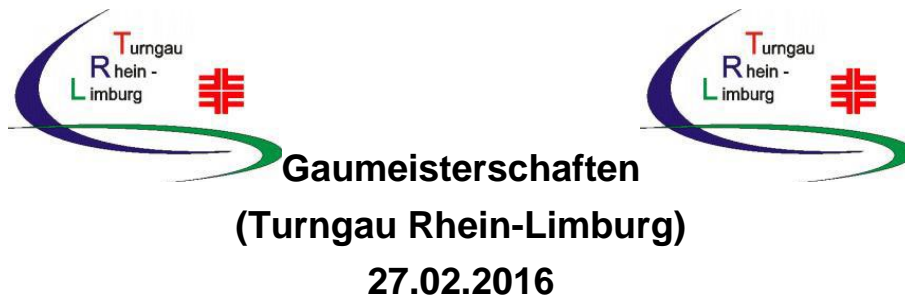 Turngau
Rhein -
Limburg
Turngau
Rhein -
Limburg
Gaumeisterschaften
(Turngau Rhein-Limburg)
27.02.2016